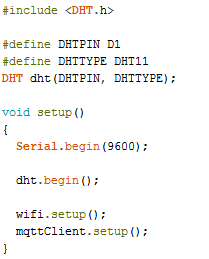 #include <DHT.h>
#define DHTPIN D1
#define DHTTYPE DHT11
DHT dht(DHTPIN, DHTTYPE);
void setup()
{
Serial.begin(9600);
dht.begin();
wifi.setup();
mqttClient.setup();
}